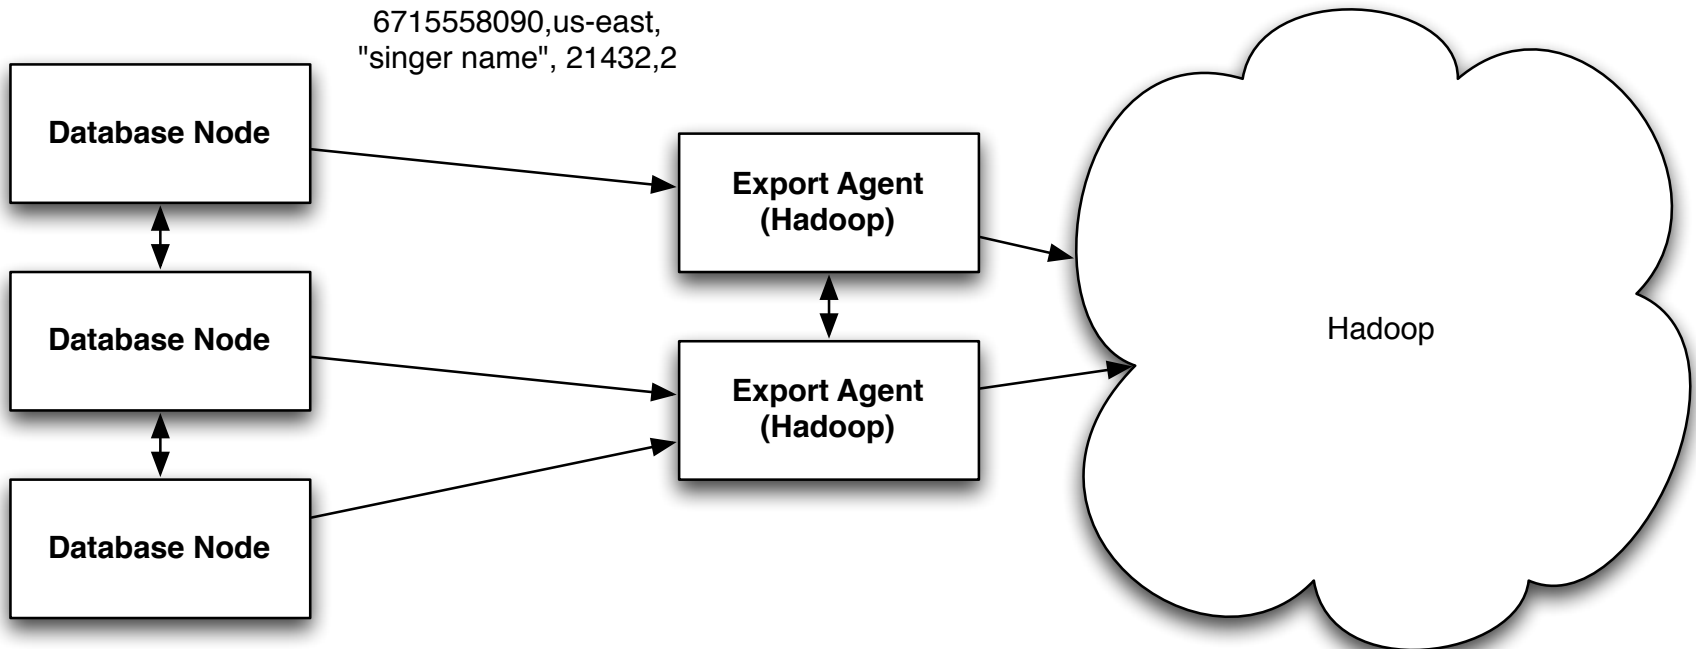 6715558090,us-east,
"singer name", 21432,2
Database Node
Export Agent
(Hadoop)
Database Node
Hadoop
Export Agent
(Hadoop)
Database Node